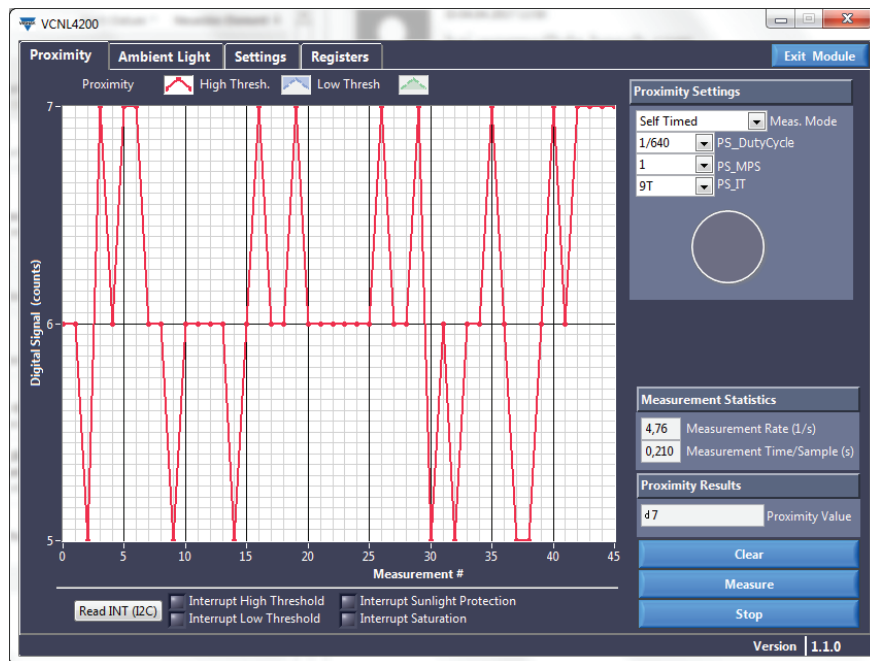 VCNL4200
Proximity Ambient Light Settings Registers Exit Module
Proximity High Thresh. Low Thresh
7
6
5
Digital Signal (counts)
0 5 10 15 20 25 30 35 40 45
Measurement #
Read INT (I2C)
Interrupt High Threshold Interrupt Sunlight Protection
Interrupt Low Threshold Interrupt Saturation
Proximity Settings
Self Timed Meas. Mode
1/640 PS_DutyCycle
1 PS_MPS
9T PS_IT
Measurement Statistics
4,76 Measurement Rate (1/s)
0,210 Measurement Time/Sample (s)
Proximity Results
d7 Proximity Value
Clear
Measure
Stop
Version 1.1.0